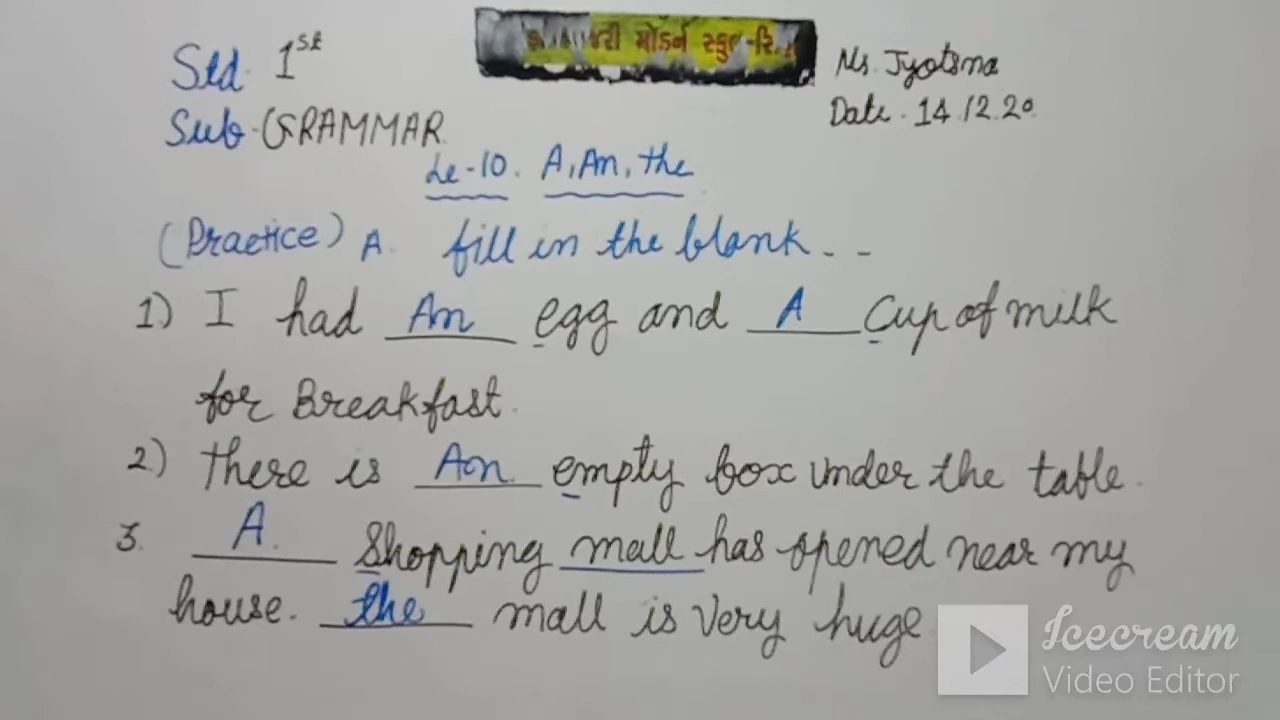 Std 1st
મોડર્ન સ્કુલ
Ms. Jyotsna
Sub - GRAMMAR
Date . 14.12.20
Le-10. A, An, the
(Practice) A. fill in the blank . - -
1) I had An egg and A Cup of milk
for Breakfast.
2) There is An empty box under the table.
3. A Shopping mall has opened near my
house. the mall is very huge
Icecream
Video Editor